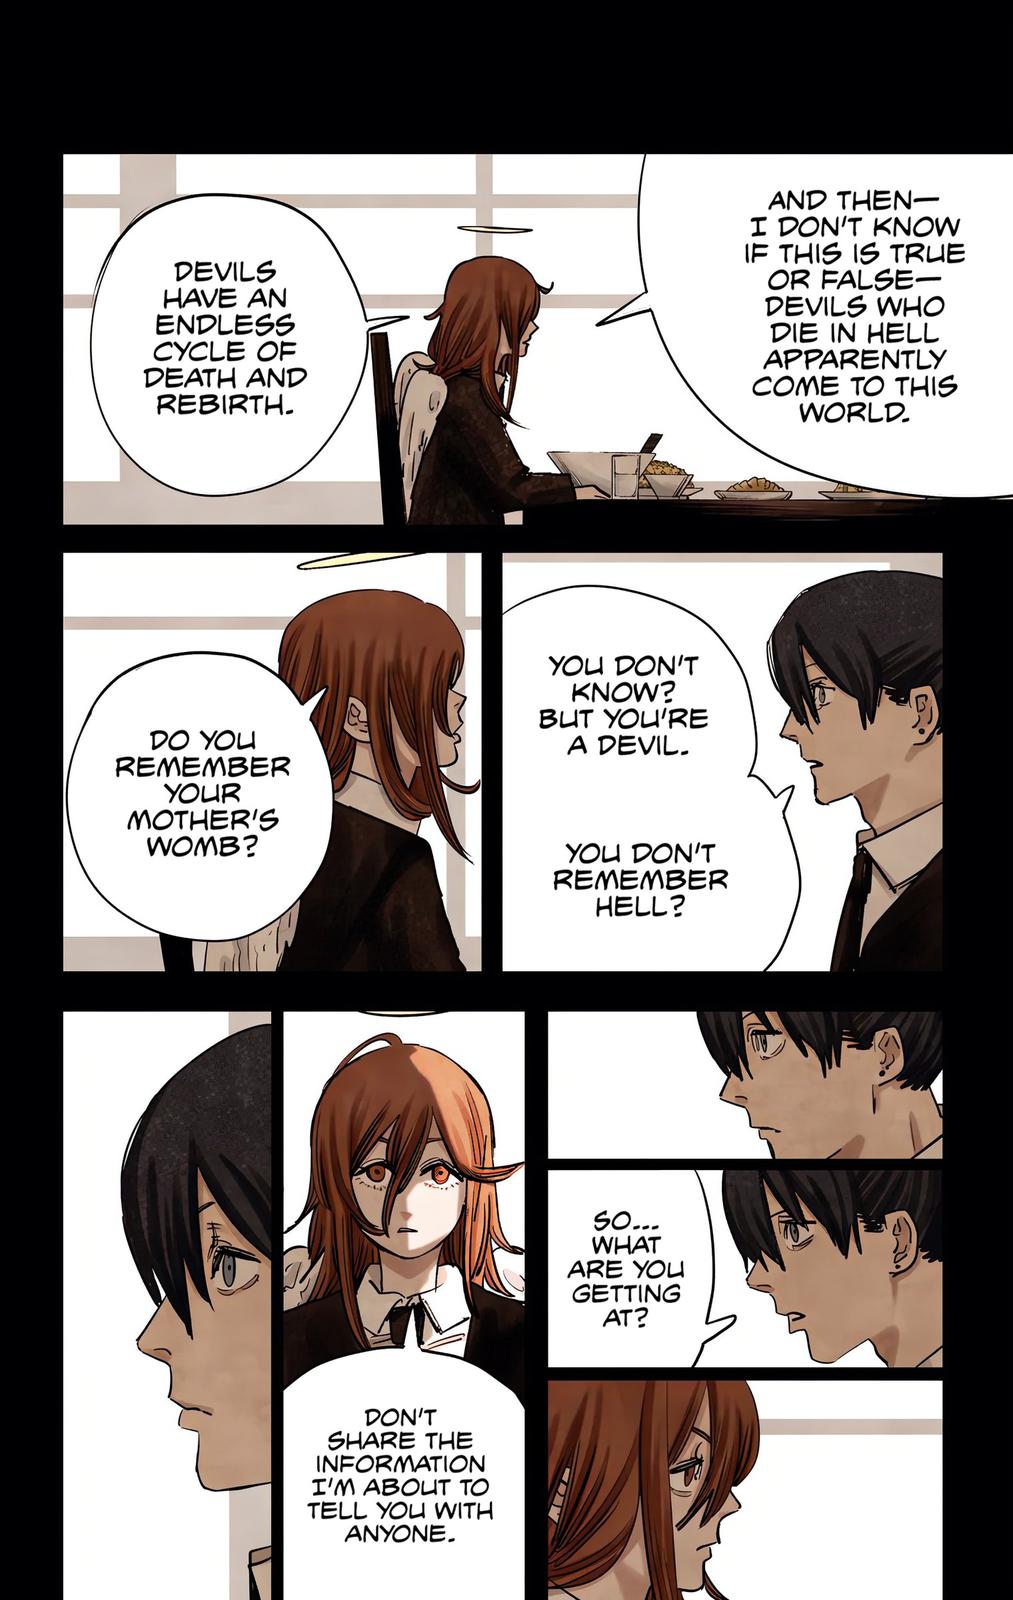 AND THEN—
I DON'T KNOW
IF THIS IS TRUE
OR FALSE—
DEVILS WHO
DIE IN HELL
APPARENTLY
COME TO THIS
WORLD.
DEVILS
HAVE AN
ENDLESS
CYCLE OF
DEATH AND
REBIRTH.
YOU DON'T
KNOW?
BUT YOU'RE
A DEVIL.
YOU DON'T
REMEMBER
HELL?
DO YOU
REMEMBER
YOUR
MOTHER'S
WOMB?
SO...
WHAT
ARE YOU
GETTING
AT?
DON'T
SHARE THE
INFORMATION
I'M ABOUT TO
TELL YOU WITH
ANYONE.